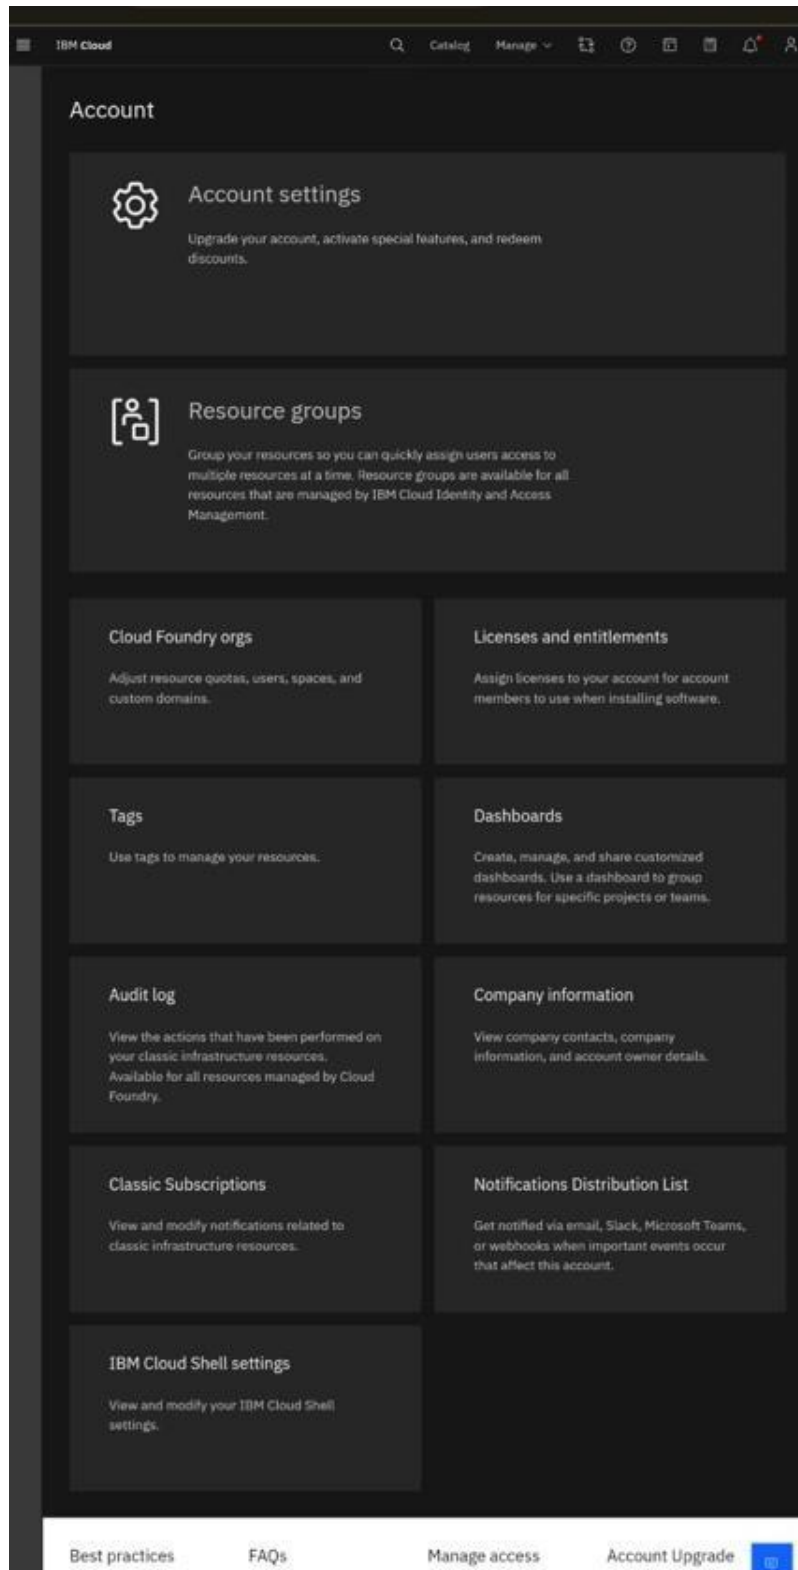 IBM Cloud
Catalog
Manage
Account
Account settings
Upgrade your account, activate special features, and redeem
discounts.
Resource groups
Group your resources so you can quickly assign users access to
multiple resources at a time. Resource groups are available for all
resources that are managed by IBM Cloud Identity and Access
Management.
Cloud Foundry orgs
Adjust resource quotas, users, spaces, and
custom domains.
Licenses and entitlements
Assign licenses to your account for account
members to use when installing software.
Tags
Use tags to manage your resources.
Dashboards
Create, manage, and share customized
dashboards. Use a dashboard to group
resources for specific projects or teams.
Audit log
View the actions that have been performed on
your classic infrastructure resources.
Available for all resources managed by Cloud
Foundry.
Company information
View company contacts, company
information, and account owner details.
Classic Subscriptions
View and modify notifications related to
classic infrastructure resources.
Notifications Distribution List
Get notified via email, Slack, Microsoft Teams,
or webhooks when important events occur
that affect this account.
IBM Cloud Shell settings
View and modify your IBM Cloud Shell
settings.
Best practices
FAQs
Manage access
Account Upgrade